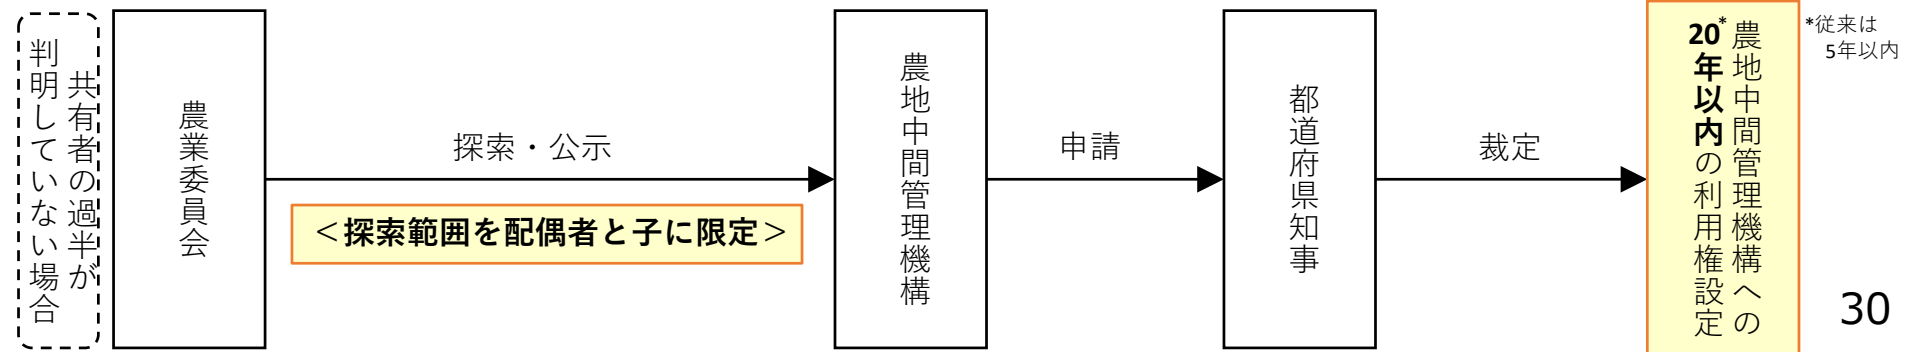 共有者の過半が
判明していない場合
農業委員会
探索・公示
＜探索範囲を配偶者と子に限定＞
農地中間管理機構
申請
都道府県知事
裁定
農地中間管理機構への
20*年以内の利用権設定
*従来は
5年以内
30